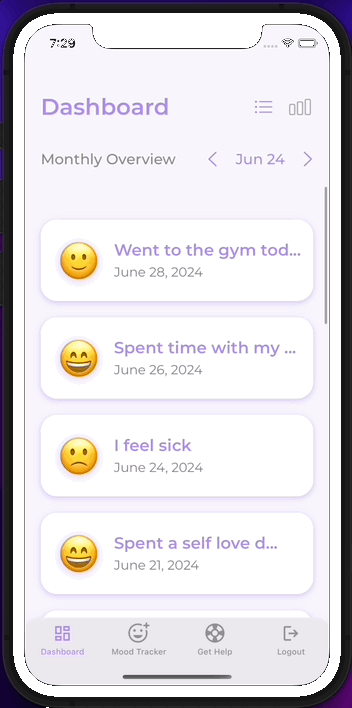 7:29
Dashboard
Monthly Overview Jun 24
Went to the gym tod...
June 28, 2024
Spent time with my ...
June 26, 2024
I feel sick
June 24, 2024
Spent a self love d...
June 21, 2024
Dashboard Mood Tracker Get Help Logout